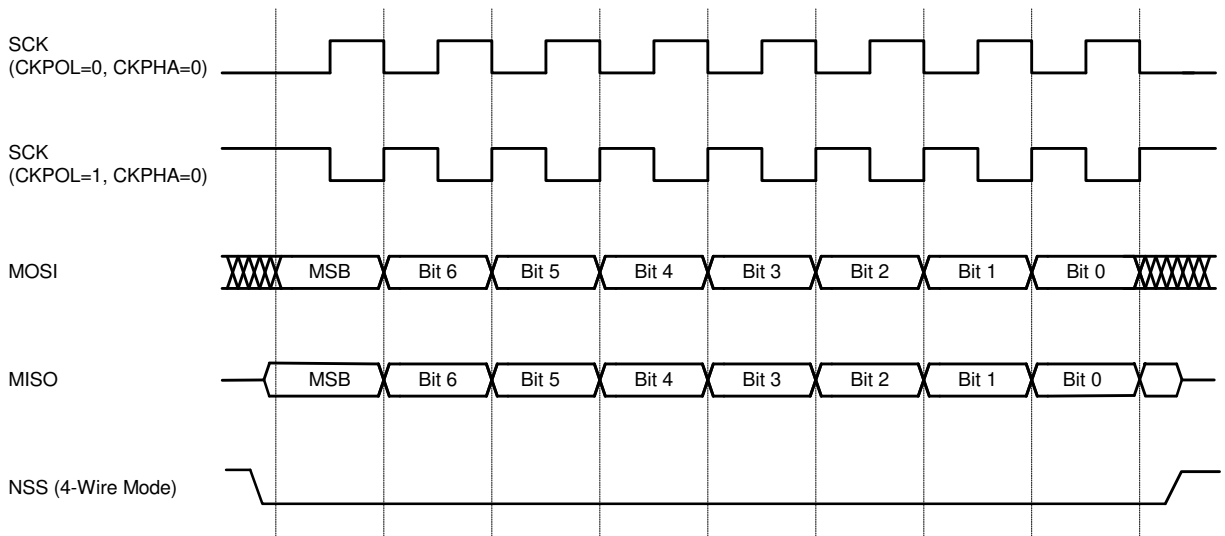 SCK
(CKPOL=0, CKPHA=0)
SCK
(CKPOL=1, CKPHA=0)
MOSI
MSB Bit 6 Bit 5 Bit 4 Bit 3 Bit 2 Bit 1 Bit 0
MISO
MSB Bit 6 Bit 5 Bit 4 Bit 3 Bit 2 Bit 1 Bit 0
NSS (4-Wire Mode)